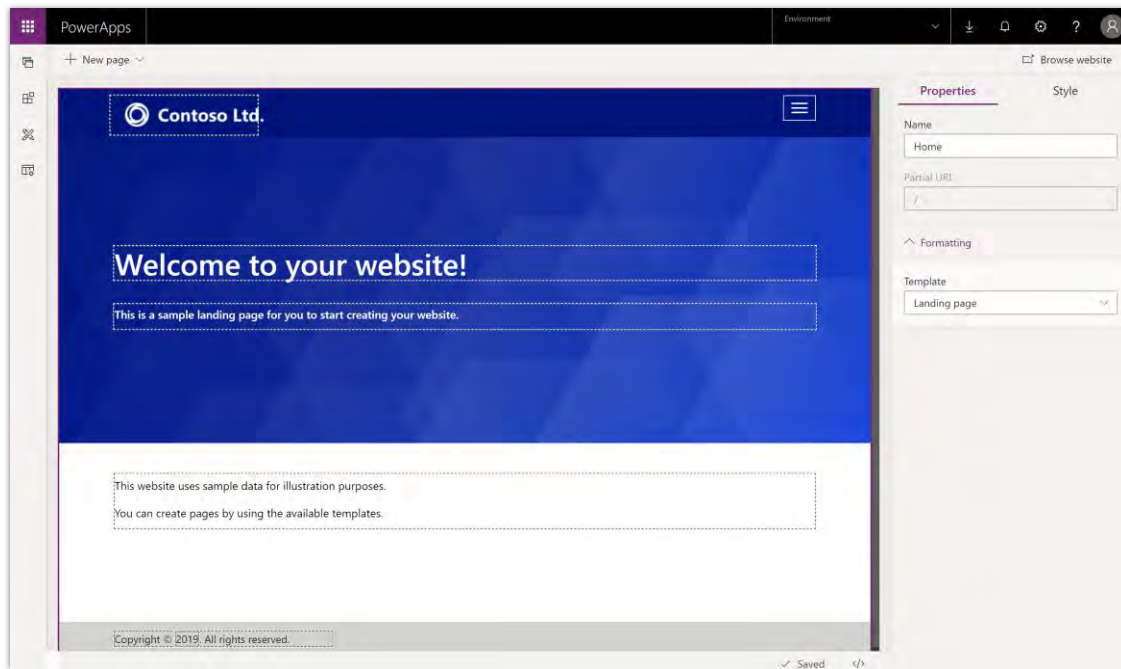 PowerApps
Environment
?
New page
Browse website
Contoso Ltd.
Properties
Style
Name
Home
Partial URL
/
Formatting
Template
Landing page
Welcome to your website!
This is a sample landing page for you to start creating your website.
This website uses sample data for illustration purposes.
You can create pages by using the available templates.
Copyright © 2019. All rights reserved.
Saved
</>